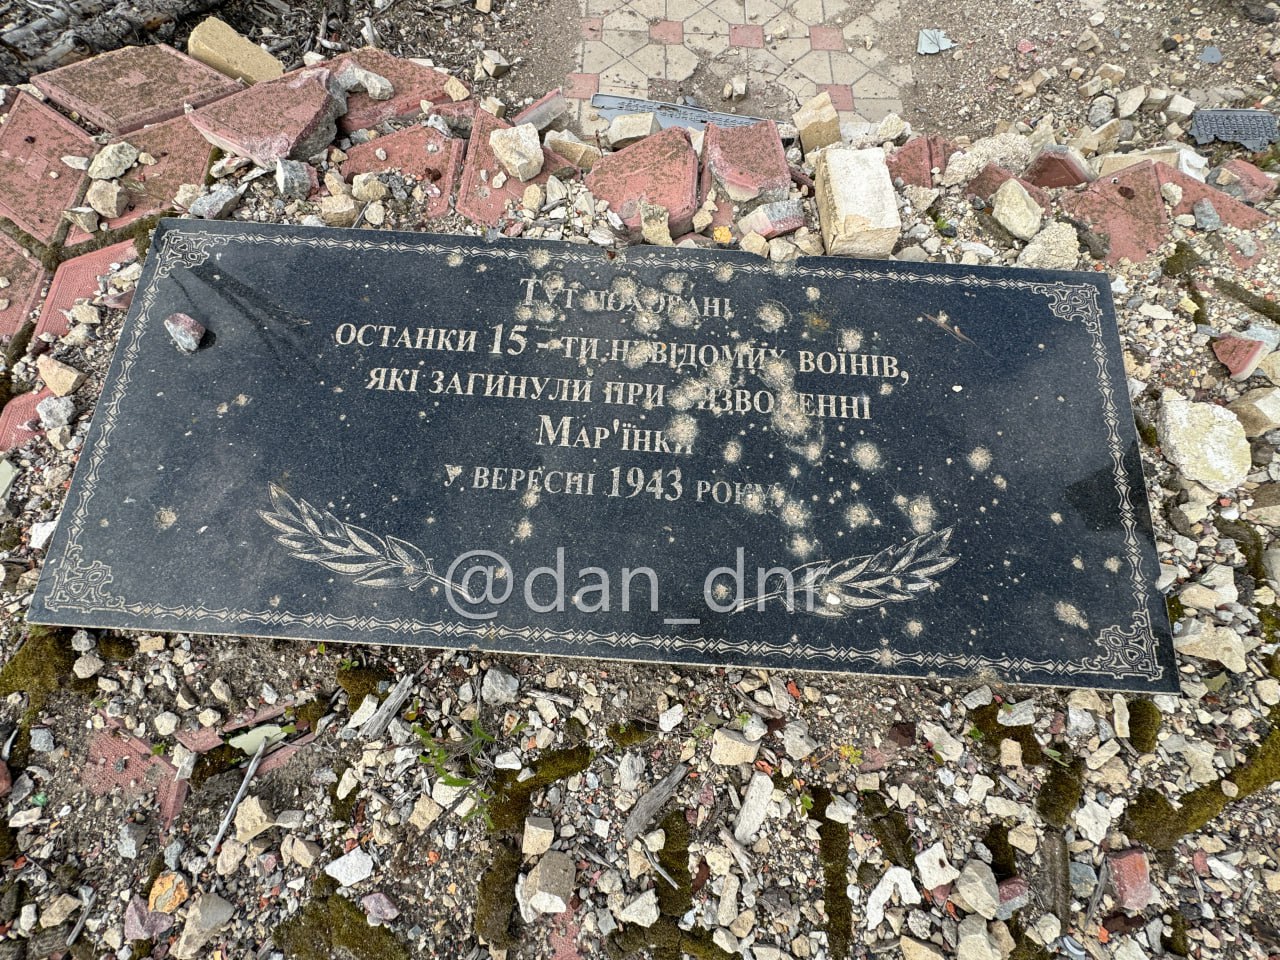 Тут поховані
останки 15 – ти невідомих воїнів,
які загинули при визволенні
Мар'їнки
у вересні 1943 року
@dan_dnr